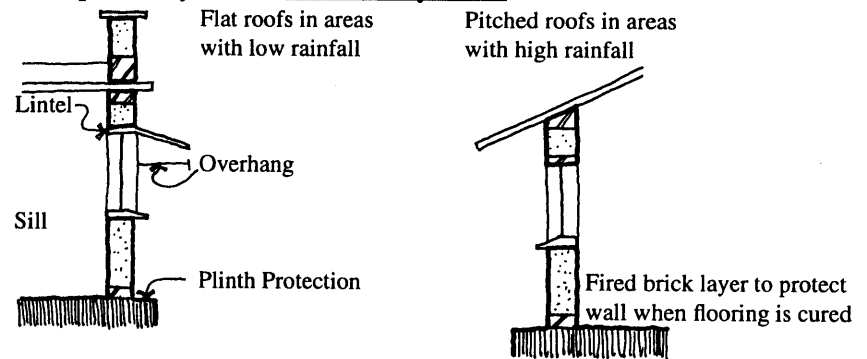 Flat roofs in areas
with low rainfall
Pitched roofs in areas
with high rainfall
Lintel
Overhang
Sill
Plinth Protection
Fired brick layer to protect
wall when flooring is cured